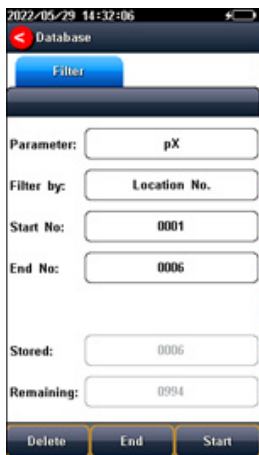 2022/05/29 14:32:06
< Database
Filter
Parameter: pX
Filter by: Location No.
Start No: 0001
End No: 0006
Stored: 0006
Remaining: 0994
Delete End Start